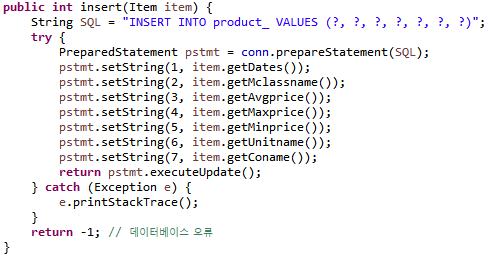 public int insert(Item item) {
    String SQL = "INSERT INTO product_ VALUES (?, ?, ?, ?, ?, ?, ?)";
    try {
        PreparedStatement pstmt = conn.prepareStatement(SQL);
        pstmt.setString(1, item.getDates());
        pstmt.setString(2, item.getMclassname());
        pstmt.setString(3, item.getAvgprice());
        pstmt.setString(4, item.getMaxprice());
        pstmt.setString(5, item.getMinprice());
        pstmt.setString(6, item.getUnitname());
        pstmt.setString(7, item.getConame());
        return pstmt.executeUpdate();
    } catch (Exception e) {
        e.printStackTrace();
    }
    return -1; // 데이터베이스 오류
}